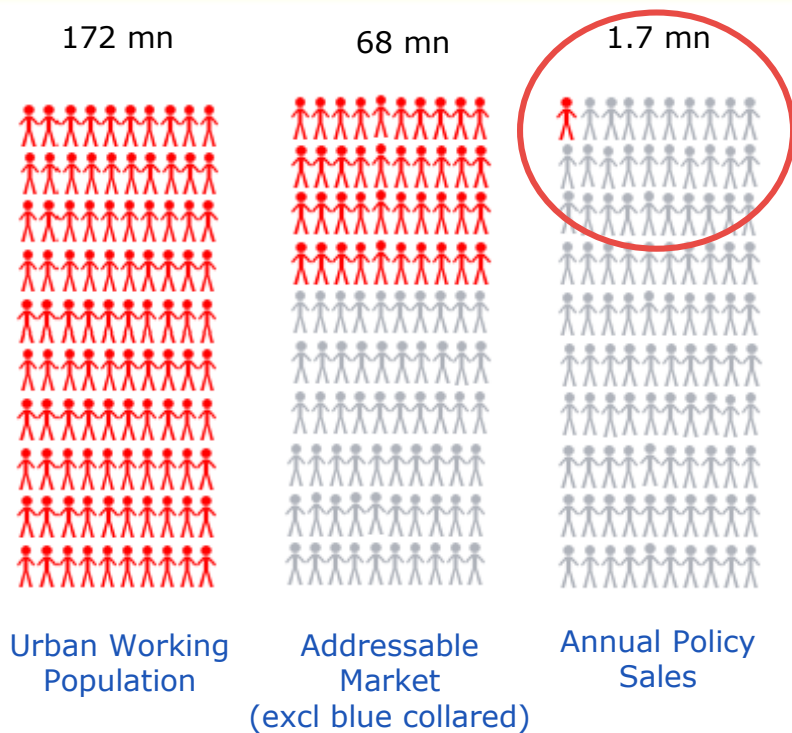 172 mn
68 mn
1.7 mn
Urban Working
Population
Addressable
Market
(excl blue collared)
Annual Policy
Sales